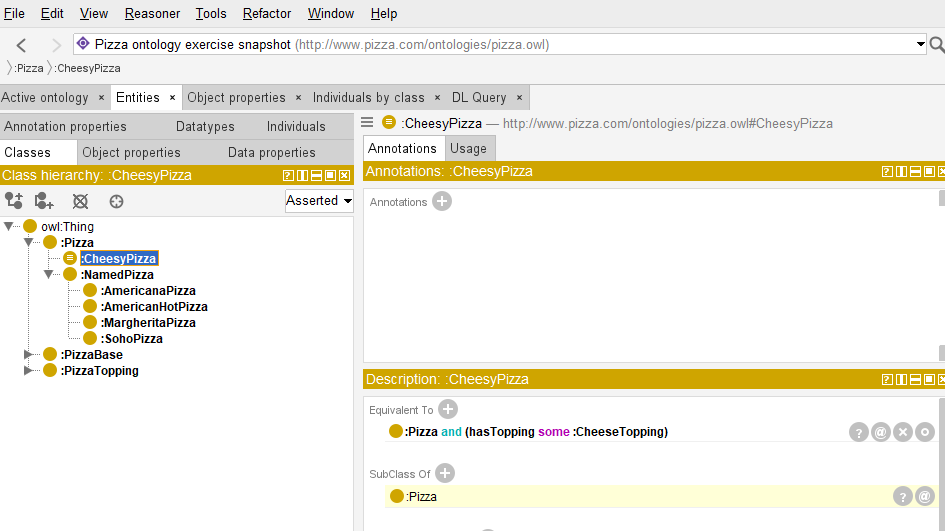 File Edit View Reasoner Tools Refactor Window Help
Pizza ontology exercise snapshot (http://www.pizza.com/ontologies/pizza.owl)
:Pizza :CheesyPizza
Active ontology × Entities × Object properties × Individuals by class × DL Query ×
Annotation properties Datatypes Individuals
Classes Object properties Data properties
Class hierarchy: :CheesyPizza
Asserted
owl:Thing
:Pizza
:CheesyPizza
:NamedPizza
:AmericanaPizza
:AmericanHotPizza
:MargheritaPizza
:SohoPizza
:PizzaBase
:PizzaTopping
:CheesyPizza — http://www.pizza.com/ontologies/pizza.owl#CheesyPizza
Annotations Usage
Annotations: :CheesyPizza
Annotations
Description: :CheesyPizza
Equivalent To
:Pizza and (hasTopping some :CheeseTopping)
SubClass Of
:Pizza